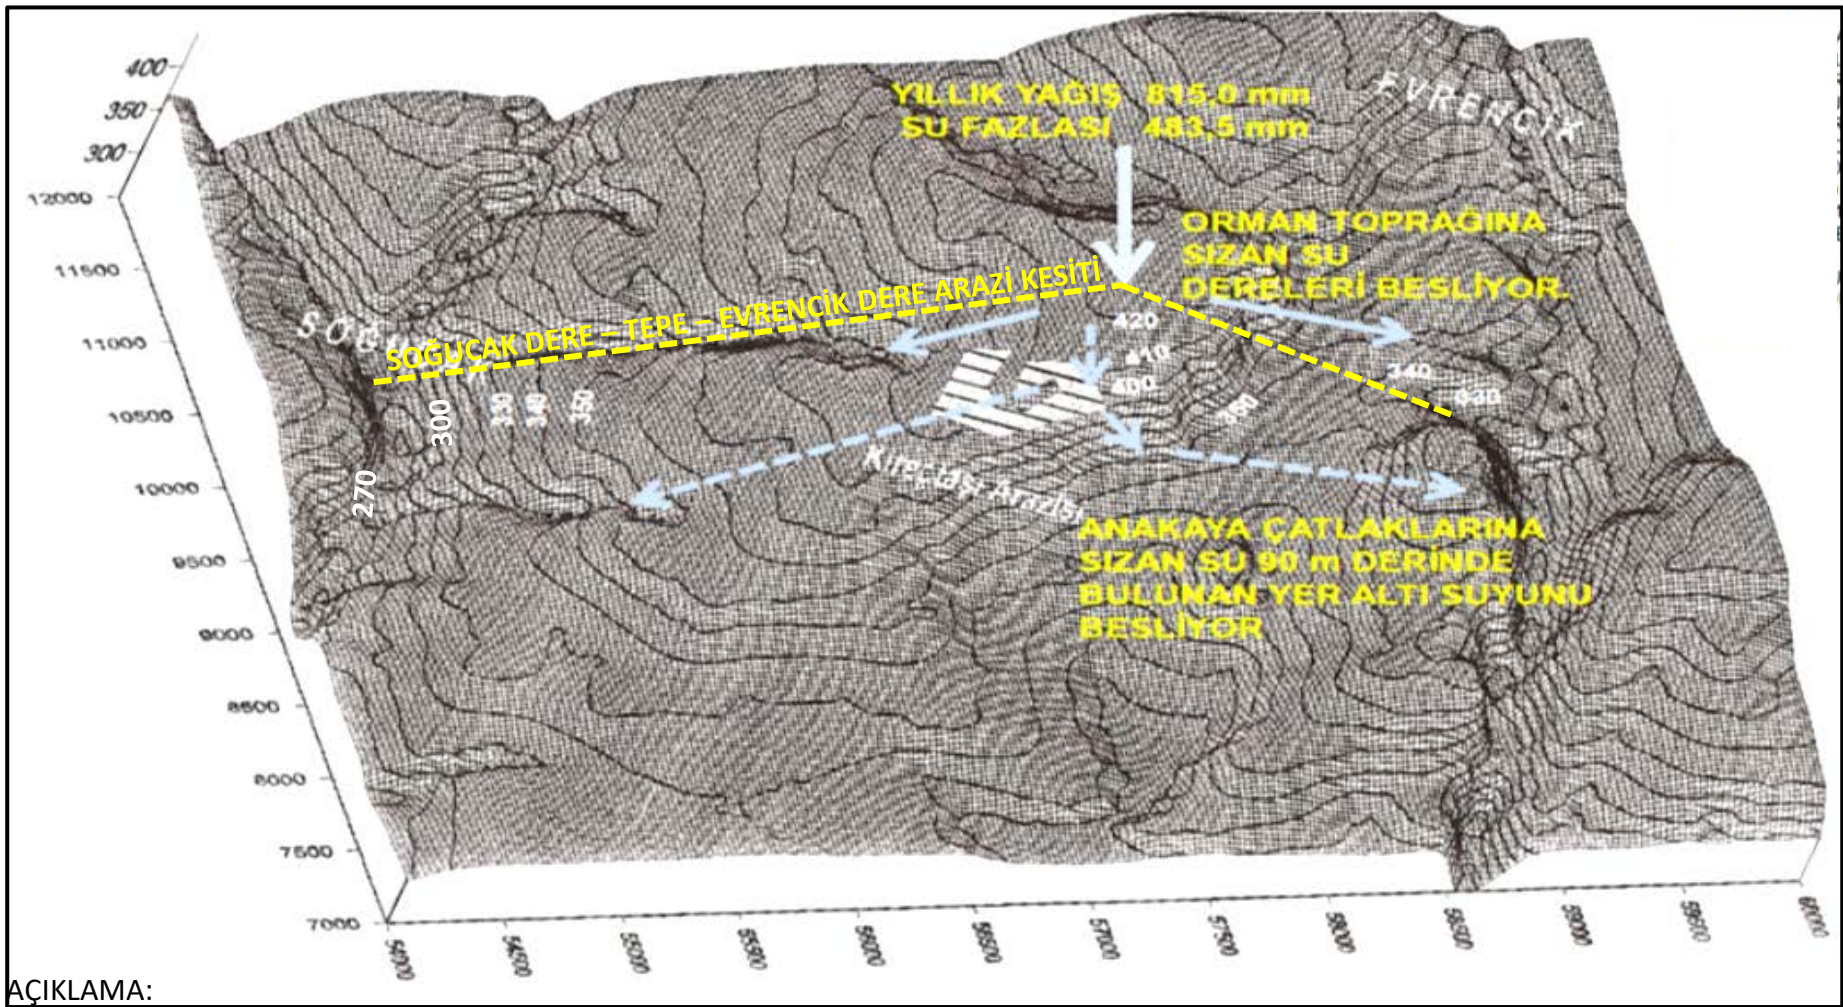 YILLIK YAĞIŞ 815,0 mm
SU FAZLASI 483,5 mm
EVRENCİK
ORMAN TOPRAĞINA
SIZAN SU
DERELERİ BESLİYOR.
SOĞUCAK DERE – TEPE – EVRENCİK DERE ARAZİ KESİTİ
420
410
400
340
330
300
330
340
350
270
Kireçtaşı Arazisi
ANAKAYA ÇATLAKLARINA
SIZAN SU 90 m DERİNDE
BULUNAN YER ALTI SUYUNU
BESLİYOR
400
350
300
12000
11500
11000
10500
10000
9500
9000
8500
8000
7500
7000
54000
54500
55000
55500
56000
56500
57000
57500
58000
58500
59000
59500
60000
AÇIKLAMA: